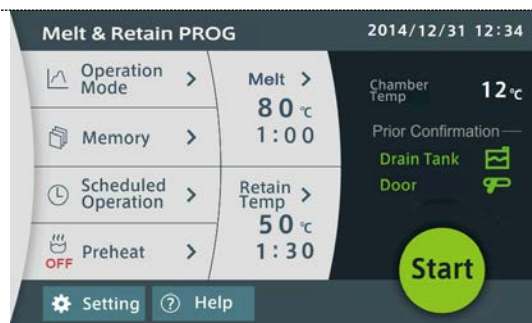 Melt & Retain PROG
2014/12/31 12:34
Operation
Mode
Memory
Scheduled
Operation
OFF
Preheat
Melt
80℃
1:00
Retain
Temp
50℃
1:30
Chamber
Temp
12℃
Prior Confirmation
Drain Tank
Door
Start
Setting
? Help